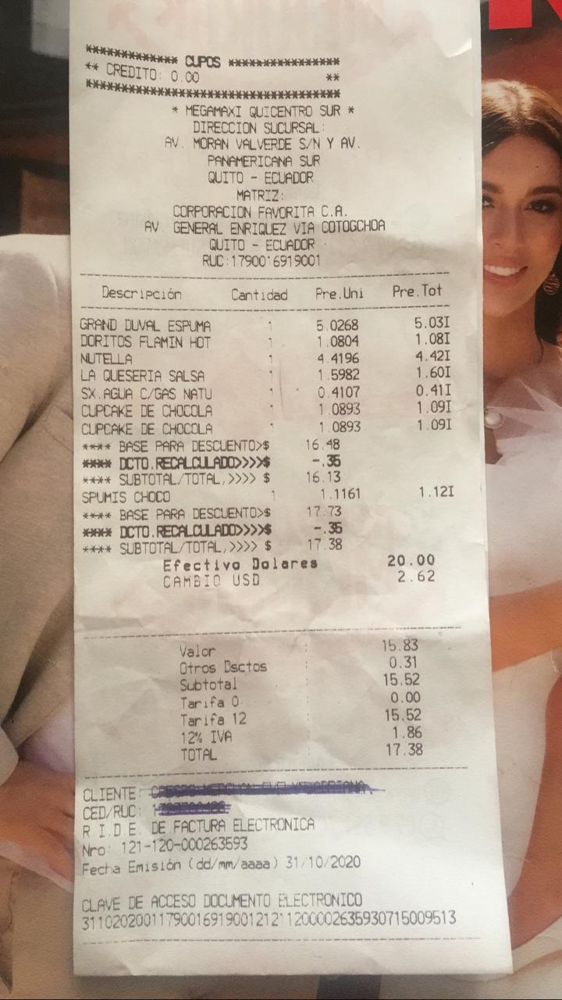 ************* CUPOS ****************
** CREDITO: 0.00 **
************************************
* MEGAMAXI QUICENTRO SUR *
DIRECCION SUCURSAL:
AV. MORAN VALVERDE S/N Y AV.
PANAMERICANA SUR
QUITO - ECUADOR
MATRIZ:
CORPORACION FAVORITA C.A.
AV. GENERAL ENRIQUEZ VIA COTOGCHOA
QUITO - ECUADOR
RUC:1790016919001
Descripción Cantidad Pre.Uni Pre.Tot
GRAND DUVAL ESPUMA 1 5.0268 5.03I
DORITOS FLAMIN HOT 1 1.0804 1.08I
NUTELLA 1 4.4196 4.42I
LA QUESERIA SALSA 1 1.5982 1.60I
SX.AGUA C/GAS NATU 1 0.4107 0.41I
CUPCAKE DE CHOCOLA 1 1.0893 1.09I
CUPCAKE DE CHOCOLA 1 1.0893 1.09I
**** BASE PARA DESCUENTO>$ 16.48
**** DCTO.RECALCULADO>>>>$ -.35
**** SUBTOTAL/TOTAL,>>>> $ 16.13
SPUMIS CHOCO 1 1.1161 1.12I
**** BASE PARA DESCUENTO>$ 17.73
**** DCTO.RECALCULADO>>>>$ -.35
**** SUBTOTAL/TOTAL,>>>> $ 17.38
Efectivo Dolares 20.00
CAMBIO USD 2.62
Valor : 15.83
Otros Dsctos : 0.31
Subtotal : 15.52
Tarifa 0 : 0.00
Tarifa 12 : 15.52
12% IVA : 1.86
TOTAL : 17.38
CLIENTE:
CED/RUC:
R.I.D.E. DE FACTURA ELECTRONICA
Nro: 121-120-000263593
Fecha Emisión (dd/mm/aaaa) 31/10/2020
CLAVE DE ACCESO DOCUMENTO ELECTRONICO
3110202001179001691900121211200002635930715009513